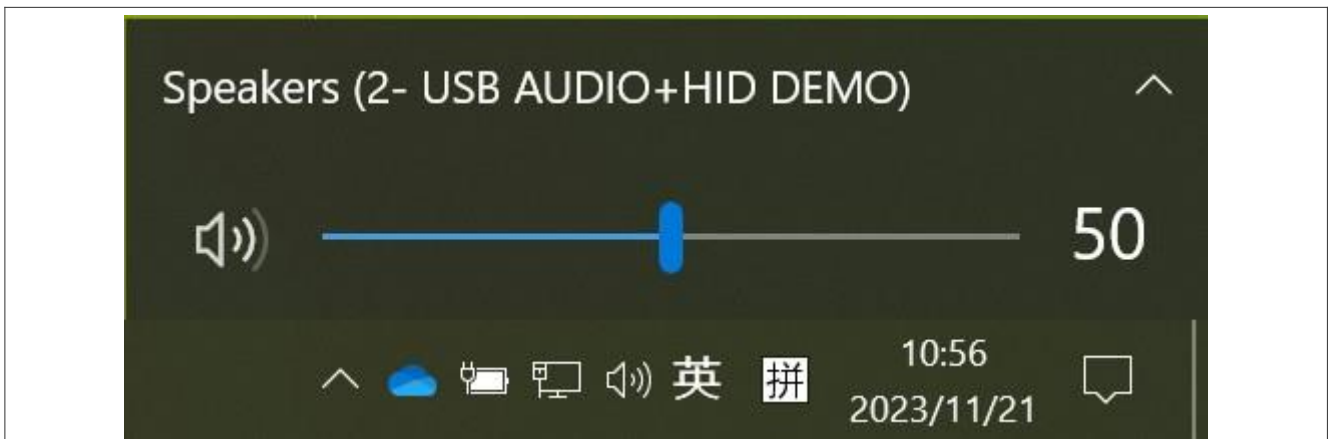 Speakers (2- USB AUDIO+HID DEMO)
50
英 拼 10:56
2023/11/21